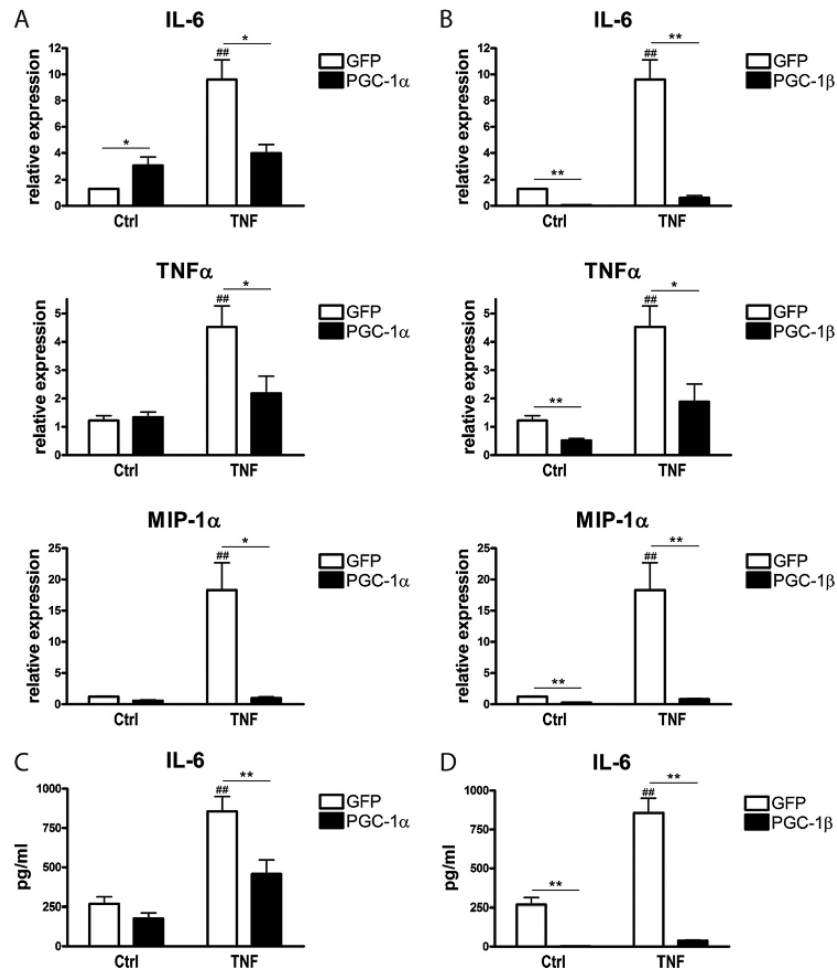 A
IL-6
12
10
8
6
4
2
0
relative expression
*
##
*
Ctrl
TNF
GFP
PGC-1α
B
IL-6
12
10
8
6
4
2
0
relative expression
**
##
**
Ctrl
TNF
GFP
PGC-1β
TNFα
5
4
3
2
1
0
relative expression
##
*
Ctrl
TNF
GFP
PGC-1α
TNFα
5
4
3
2
1
0
relative expression
**
##
*
Ctrl
TNF
GFP
PGC-1β
MIP-1α
25
20
15
10
5
0
relative expression
##
*
Ctrl
TNF
GFP
PGC-1α
MIP-1α
25
20
15
10
5
0
relative expression
**
##
**
Ctrl
TNF
GFP
PGC-1β
C
IL-6
1000
750
500
250
0
pg/ml
##
**
Ctrl
TNF
GFP
PGC-1α
D
IL-6
1000
750
500
250
0
pg/ml
**
##
**
Ctrl
TNF
GFP
PGC-1β